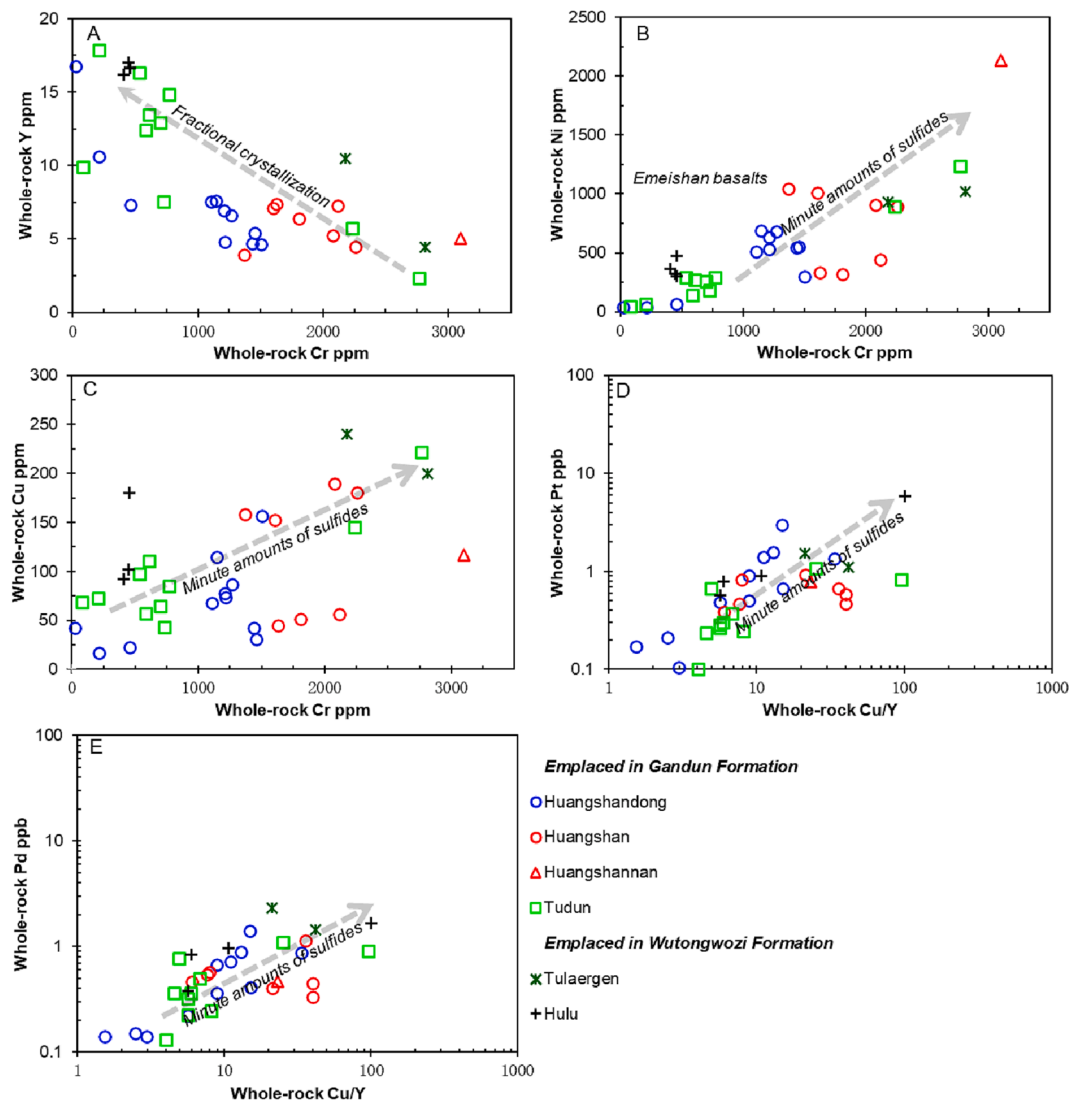 A
20
15
10
5
0
0
1000
2000
3000
Whole-rock Y ppm
Whole-rock Cr ppm
Fractional crystallization
B
2500
2000
1500
1000
500
0
0
1000
2000
3000
Whole-rock Ni ppm
Whole-rock Cr ppm
Emeishan basalts
Minute amounts of sulfides
C
300
250
200
150
100
50
0
0
1000
2000
3000
Whole-rock Cu ppm
Whole-rock Cr ppm
Minute amounts of sulfides
D
100
10
1
0.1
1
10
100
1000
Whole-rock Pt ppb
Whole-rock Cu/Y
Minute amounts of sulfides
E
100
10
1
0.1
1
10
100
1000
Whole-rock Pd ppb
Whole-rock Cu/Y
Minute amounts of sulfides
Emplaced in Gandun Formation
Huangshandong
Huangshan
Huangshannan
Tudun
Emplaced in Wutongwozi Formation
Tulaergen
Hulu